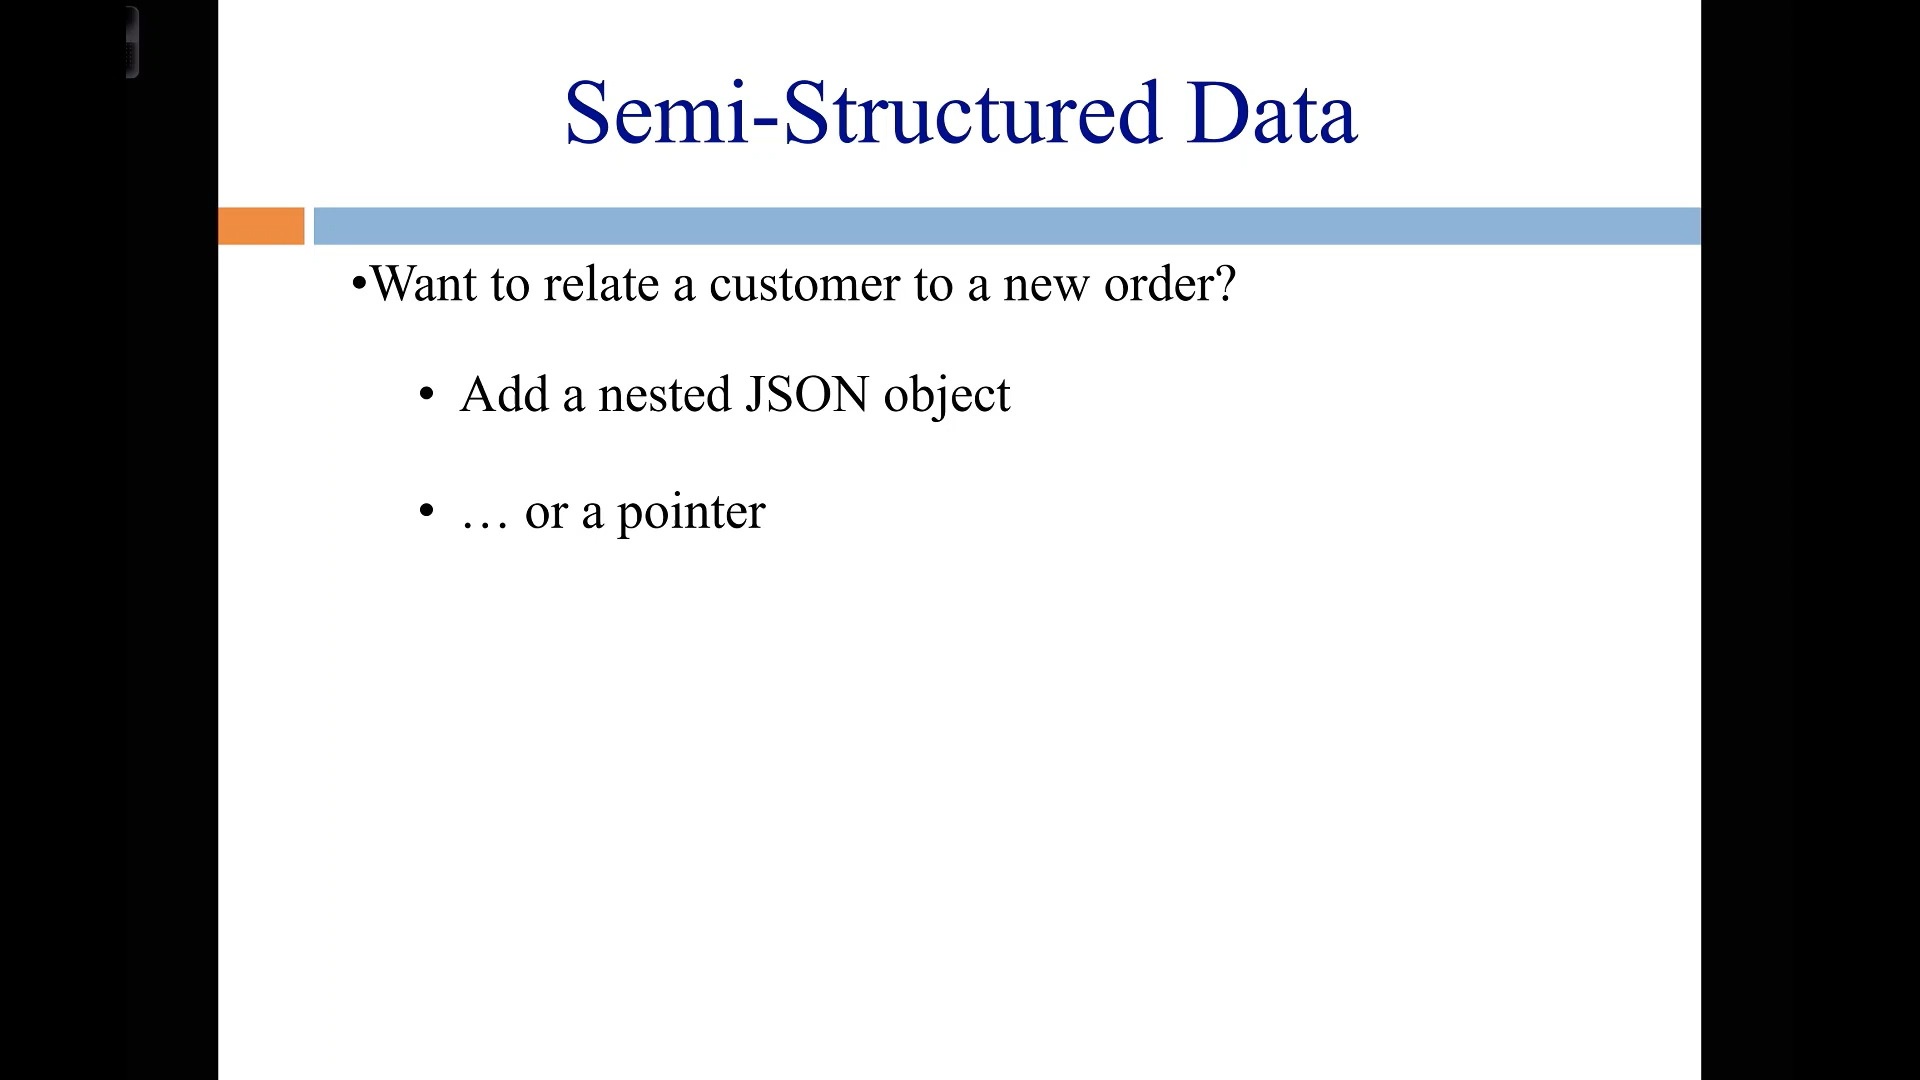 Semi-Structured Data
•Want to relate a customer to a new order?
• Add a nested JSON object
• … or a pointer